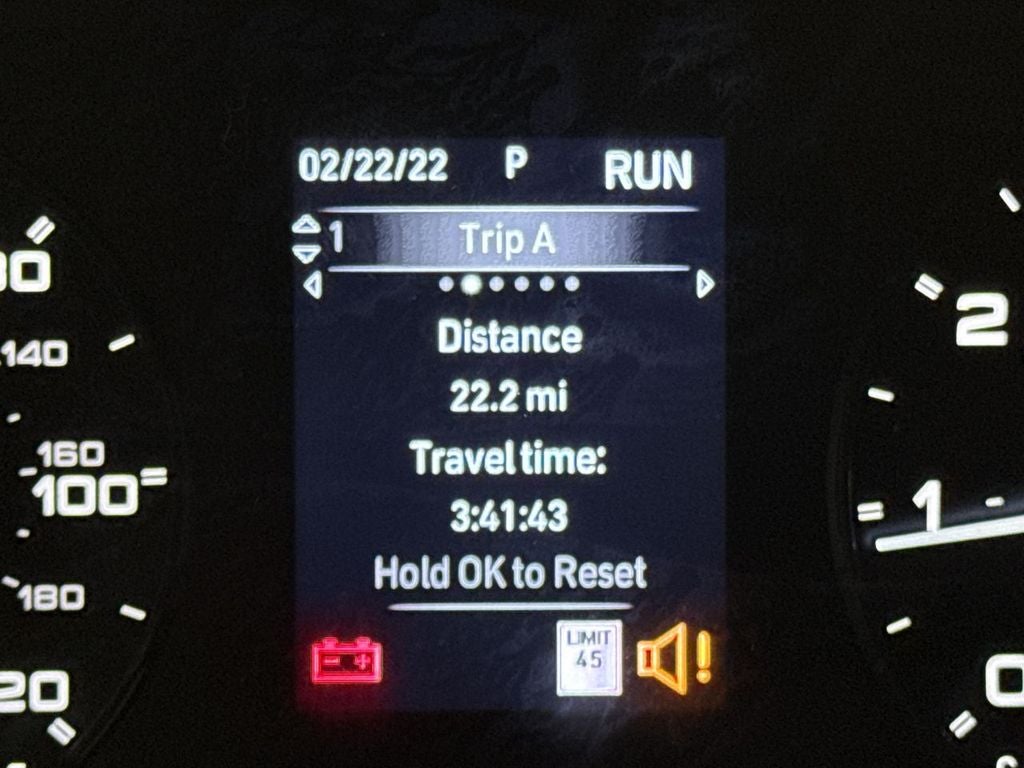 02/22/22 P RUN
1 Trip A
Distance
22.2 mi
Travel time:
3:41:43
Hold OK to Reset
LIMIT
45
- +
!
140
160
100
180
2
1
0